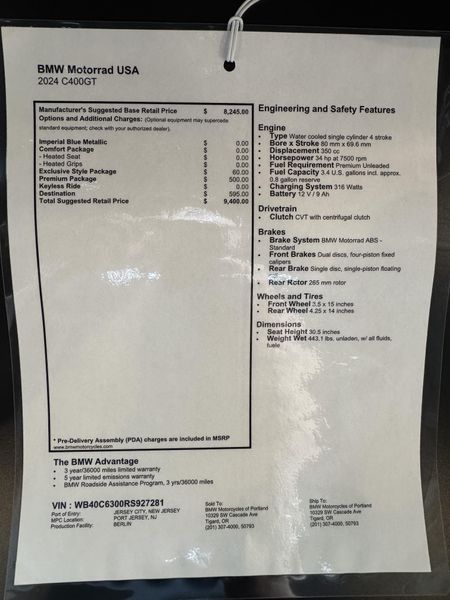 BMW Motorrad USA
2024 C400GT
Manufacturer's Suggested Base Retail Price $ 8,245.00
Options and Additional Charges: (Optional equipment may supercede
standard equipment; check with your authorized dealer).
Imperial Blue Metallic $ 0.00
Comfort Package $ 0.00
- Heated Seat $ 0.00
- Heated Grips $ 0.00
Exclusive Style Package $ 60.00
Premium Package $ 500.00
Keyless Ride $ 0.00
Destination $ 595.00
Total Suggested Retail Price $ 9,400.00
* Pre-Delivery Assembly (PDA) charges are included in MSRP
www.bmwmotorcycles.com
Engineering and Safety Features
Engine
• Type Water cooled single cylinder 4 stroke
• Bore x Stroke 80 mm x 69.6 mm
• Displacement 350 cc
• Horsepower 34 hp at 7500 rpm
• Fuel Requirement Premium Unleaded
• Fuel Capacity 3.4 U.S. gallons incl. approx.
0.8 gallon reserve
• Charging System 316 Watts
• Battery 12 V / 9 Ah
Drivetrain
• Clutch CVT with centrifugal clutch
Brakes
• Brake System BMW Motorrad ABS -
Standard
• Front Brakes Dual discs, four-piston fixed
calipers
• Rear Brake Single disc, single-piston floating
• Rear Rotor 265 mm rotor
Wheels and Tires
• Front Wheel 3.5 x 15 inches
• Rear Wheel 4.25 x 14 inches
Dimensions
• Seat Height 30.5 inches
• Weight Wet 443.1 lbs. unladen, w/ all fluids,
fuele
The BMW Advantage
• 3 year/36000 miles limited warranty
• 5 year limited emissions warranty
• BMW Roadside Assistance Program, 3 yrs/36000 miles
VIN : WB40C6300RS927281
Port of Entry: JERSEY CITY, NEW JERSEY
MPC Location: PORT JERSEY, NJ
Production Facility: BERLIN
Sold To:
BMW Motorcycles of Portland
10329 SW Cascade Ave
Tigard, OR
(201) 307-4000, 50793
Ship To:
BMW Motorcycles of Portland
10329 SW Cascade Ave
Tigard, OR
(201) 307-4000, 50793